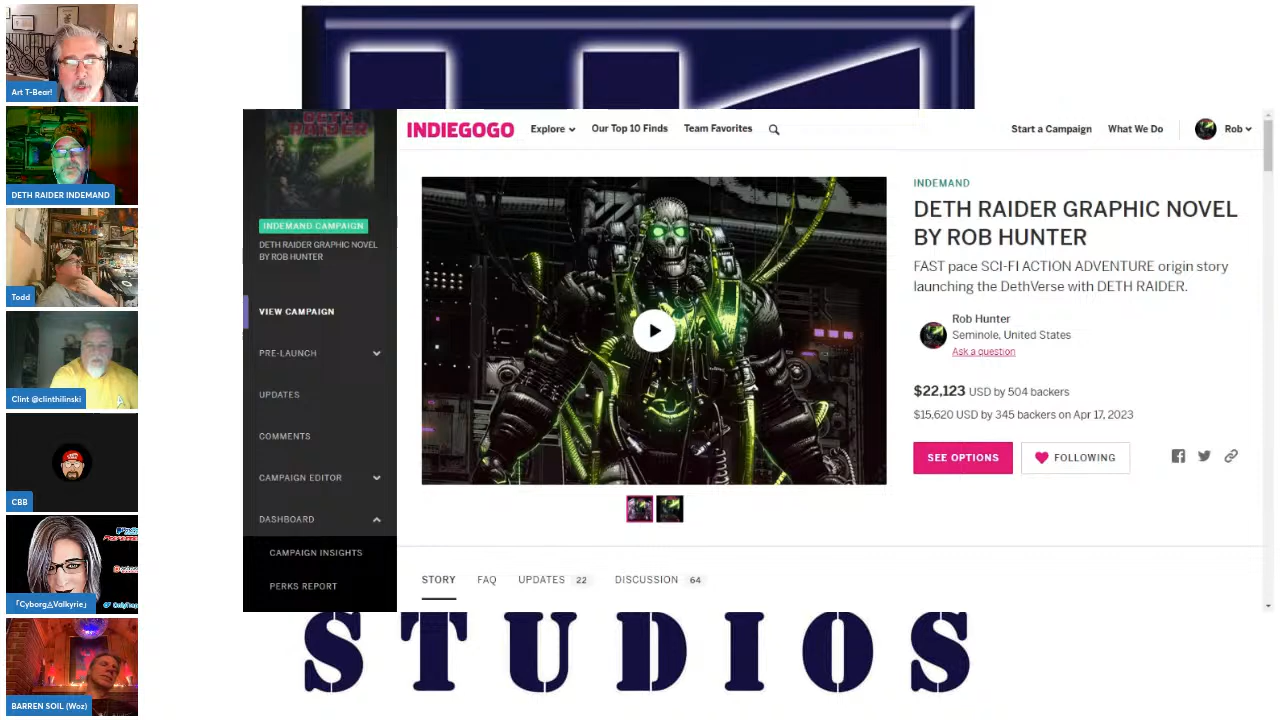 Art T-Bear!
DETH RAIDER INDEMAND
Todd
Clint @clinthilinski
CBB
「Cyborg◬Valkyrie」
BARREN SOIL (Woz)
DETH
RAIDER
INDEMAND CAMPAIGN
DETH RAIDER GRAPHIC NOVEL
BY ROB HUNTER
VIEW CAMPAIGN
PRE-LAUNCH
UPDATES
COMMENTS
CAMPAIGN EDITOR
DASHBOARD
CAMPAIGN INSIGHTS
PERKS REPORT
INDIEGOGO
Explore
Our Top 10 Finds
Team Favorites
Start a Campaign
What We Do
Rob
INDEMAND
DETH RAIDER GRAPHIC NOVEL
BY ROB HUNTER
FAST pace SCI-FI ACTION ADVENTURE origin story
launching the DethVerse with DETH RAIDER.
Rob Hunter
Seminole, United States
Ask a question
$22,123 USD by 504 backers
$15,620 USD by 345 backers on Apr 17, 2023
SEE OPTIONS
FOLLOWING
STORY
FAQ
UPDATES 22
DISCUSSION 64
STUDIOS